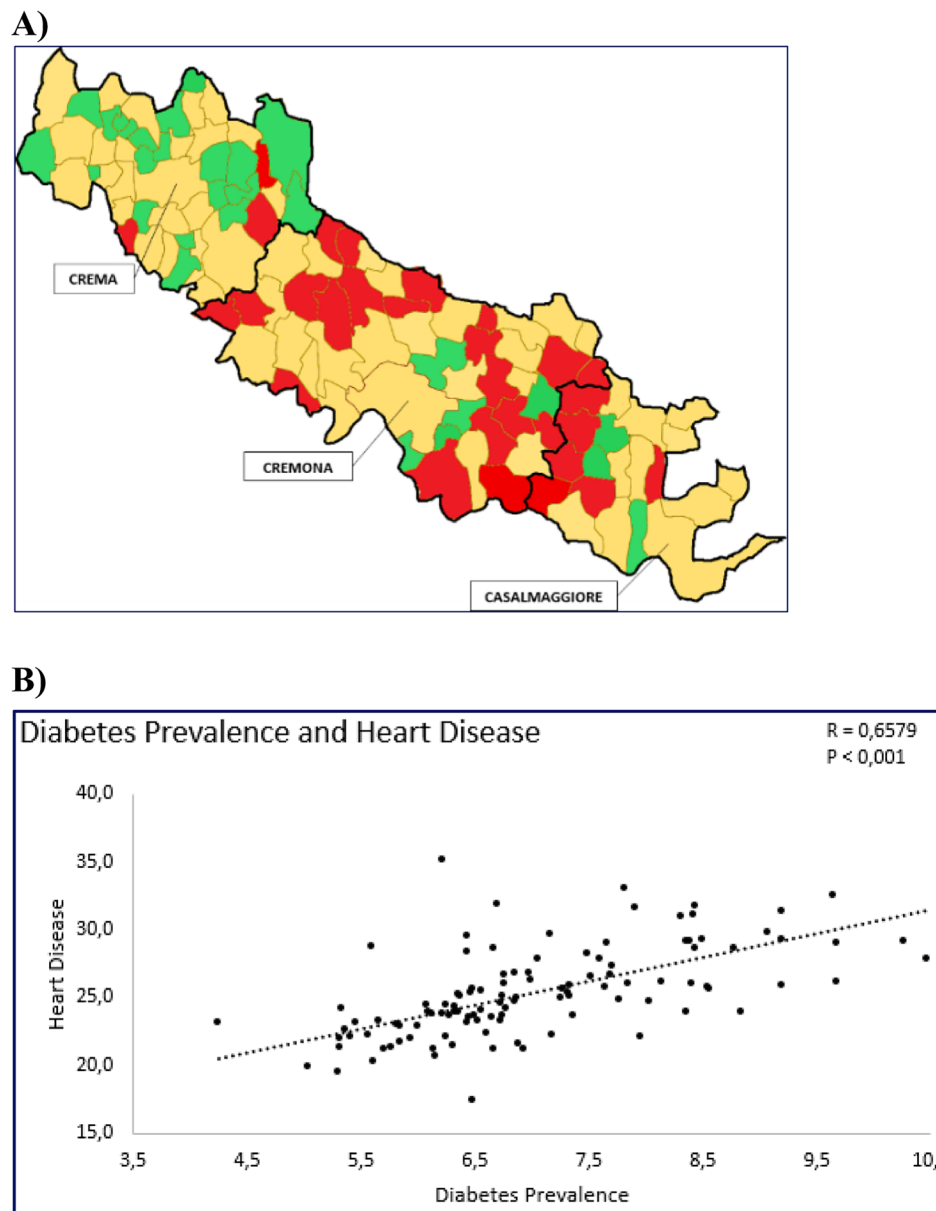 A)
CREMA
CREMONA
CASALMAGGIORE
B)
Diabetes Prevalence and Heart Disease
R = 0,6579
P < 0,001
40,0
35,0
30,0
25,0
20,0
15,0
Heart Disease
3,5 4,5 5,5 6,5 7,5 8,5 9,5 10,
Diabetes Prevalence